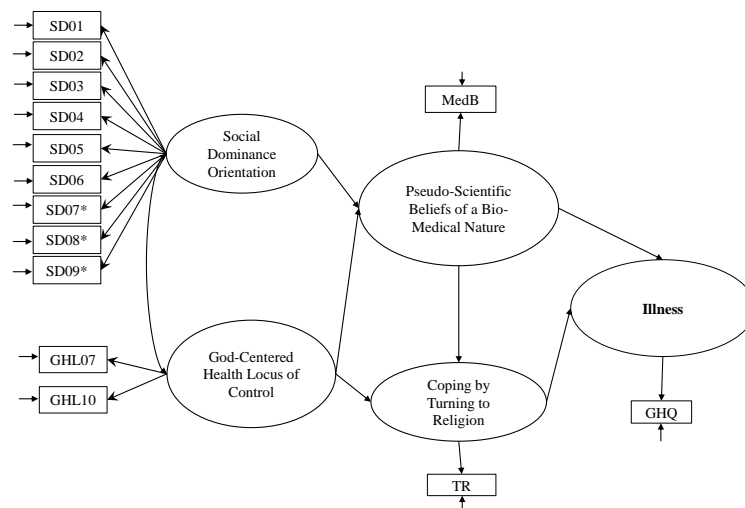 SD01
SD02
SD03
SD04
SD05
SD06
SD07*
SD08*
SD09*
Social
Dominance
Orientation
MedB
Pseudo-Scientific
Beliefs of a Bio-
Medical Nature
Illness
GHL07
GHL10
God-Centered
Health Locus of
Control
Coping by
Turning to
Religion
GHQ
TR